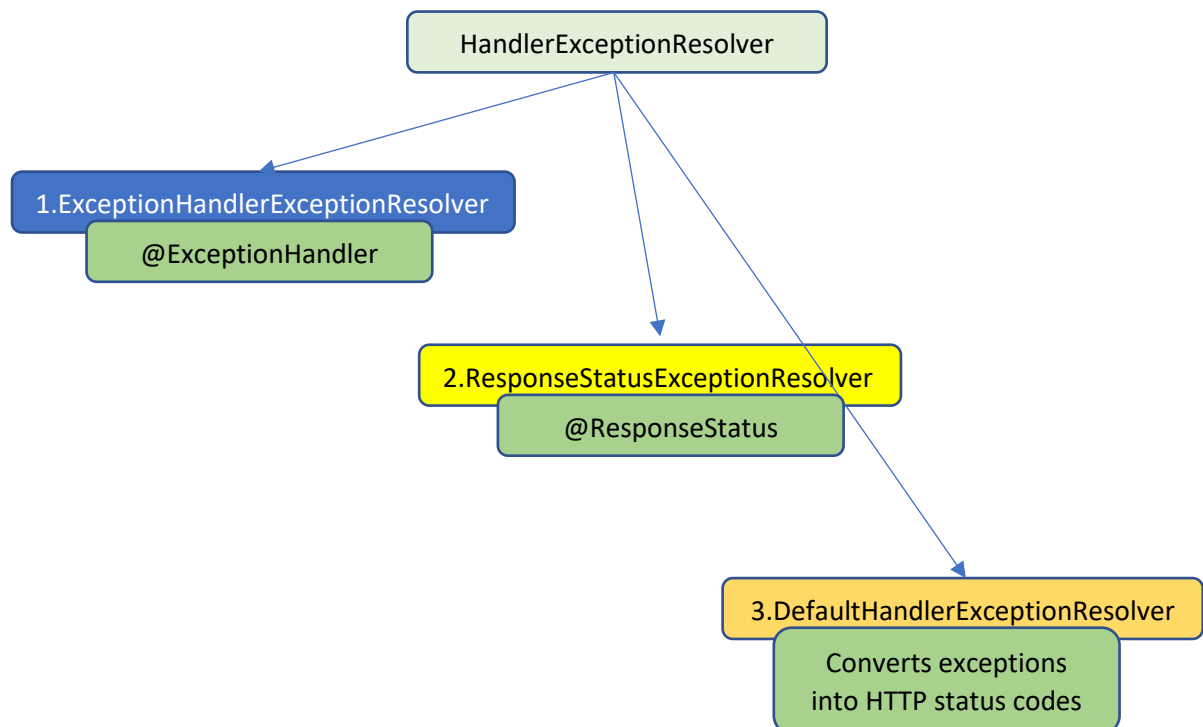 HandlerExceptionResolver
1.ExceptionHandlerExceptionResolver
@ExceptionHandler
2.ResponseStatusExceptionResolver
@ResponseStatus
3.DefaultHandlerExceptionResolver
Converts exceptions
into HTTP status codes